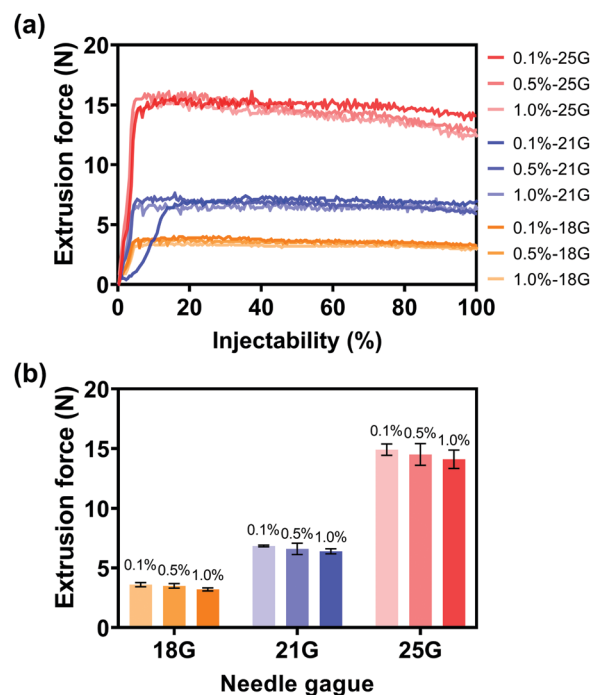 (a)
Extrusion force (N)
20
15
10
5
0
0 20 40 60 80 100
Injectability (%)
0.1%-25G
0.5%-25G
1.0%-25G
0.1%-21G
0.5%-21G
1.0%-21G
0.1%-18G
0.5%-18G
1.0%-18G
(b)
Extrusion force (N)
20
15
10
5
0
0.1% 0.5% 1.0%
0.1% 0.5% 1.0%
0.1% 0.5% 1.0%
18G 21G 25G
Needle gague